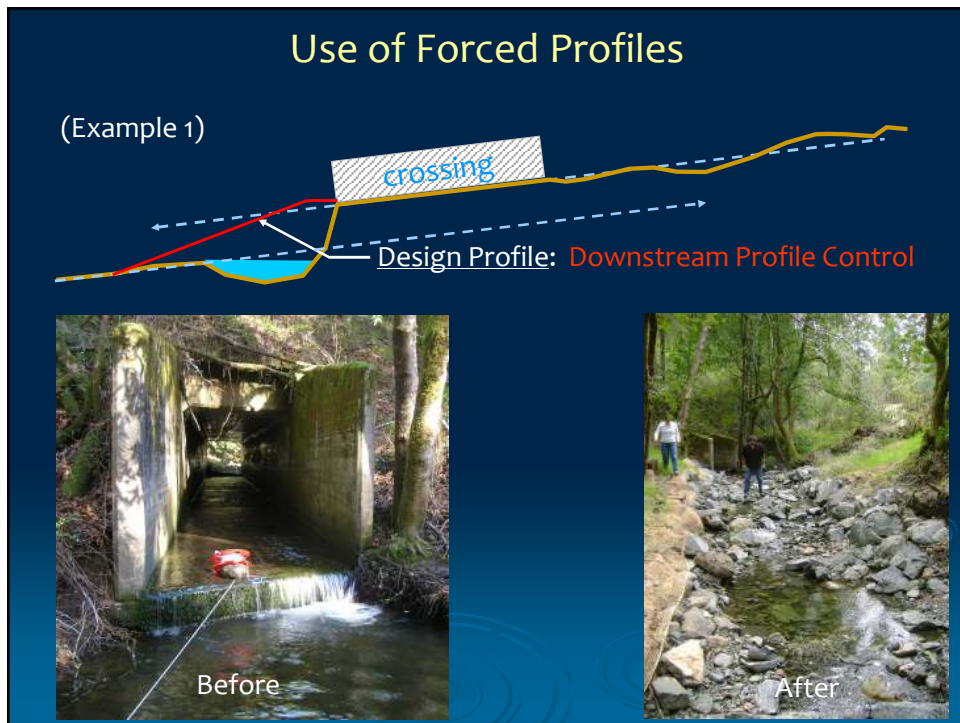 Use of Forced Profiles
(Example 1)
crossing
Design Profile: Downstream Profile Control
Before
After